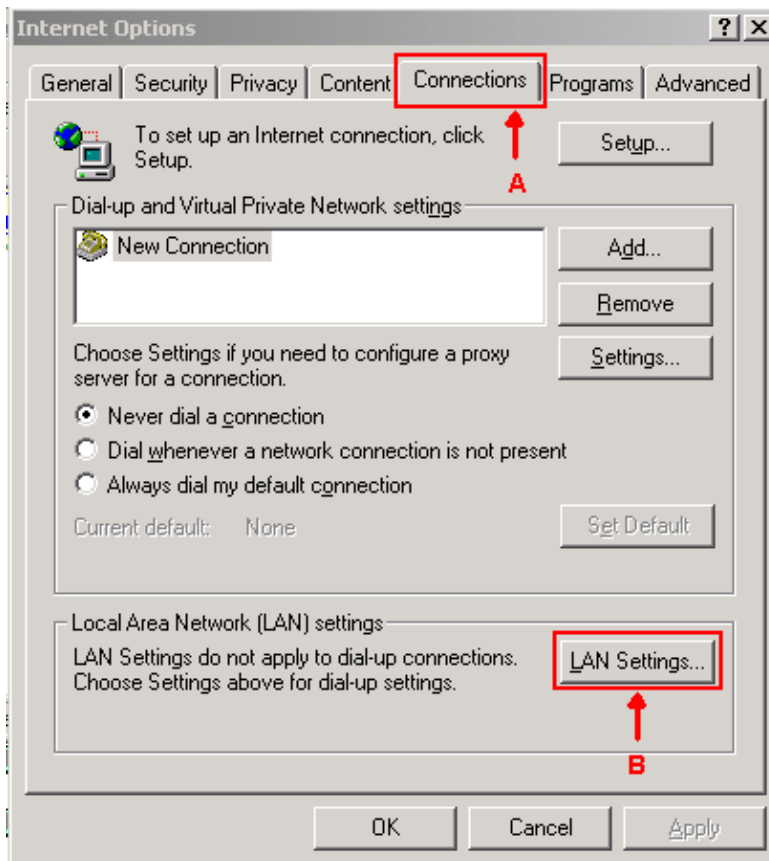 Internet Options
General Security Privacy Content Connections Programs Advanced
A
To set up an Internet connection, click
Setup.
Setup...
Dial-up and Virtual Private Network settings
New Connection
Add...
Remove
Choose Settings if you need to configure a proxy
server for a connection.
Settings...
Never dial a connection
Dial whenever a network connection is not present
Always dial my default connection
Current default: None
Set Default
Local Area Network (LAN) settings
LAN Settings do not apply to dial-up connections.
Choose Settings above for dial-up settings.
LAN Settings...
B
OK Cancel Apply